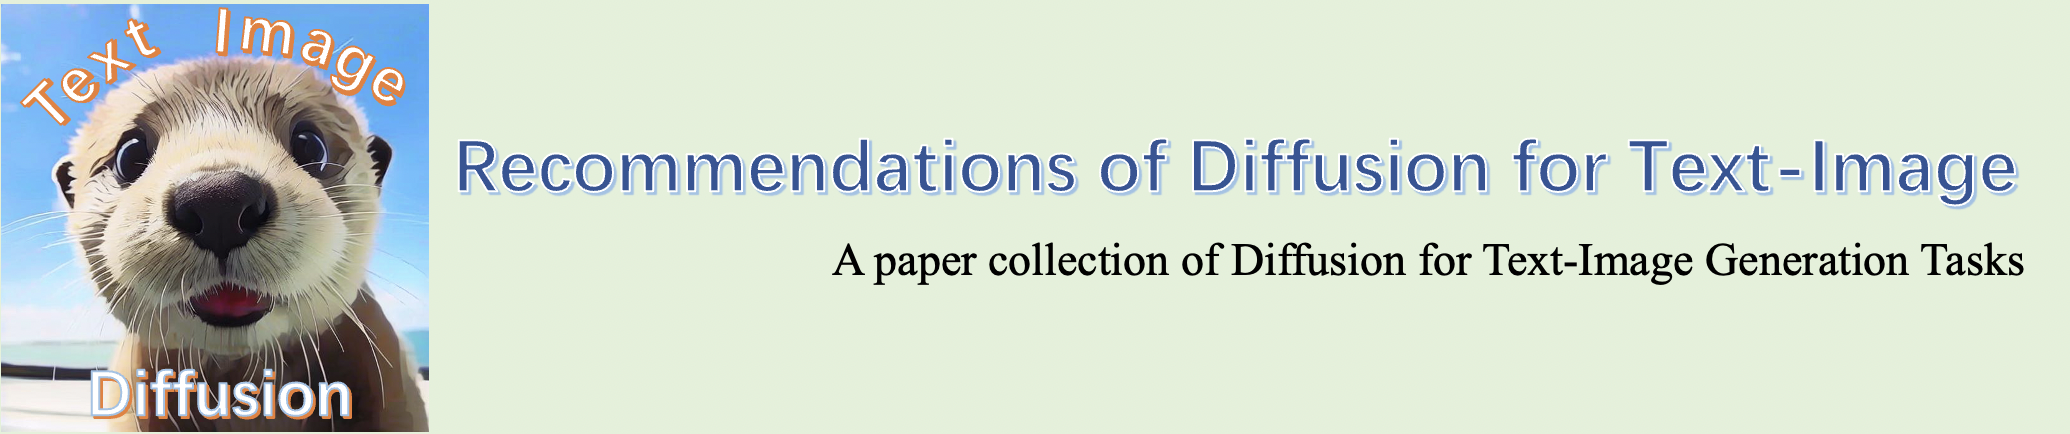 Text Image
Diffusion
Recommendations of Diffusion for Text-Image
A paper collection of Diffusion for Text-Image Generation Tasks